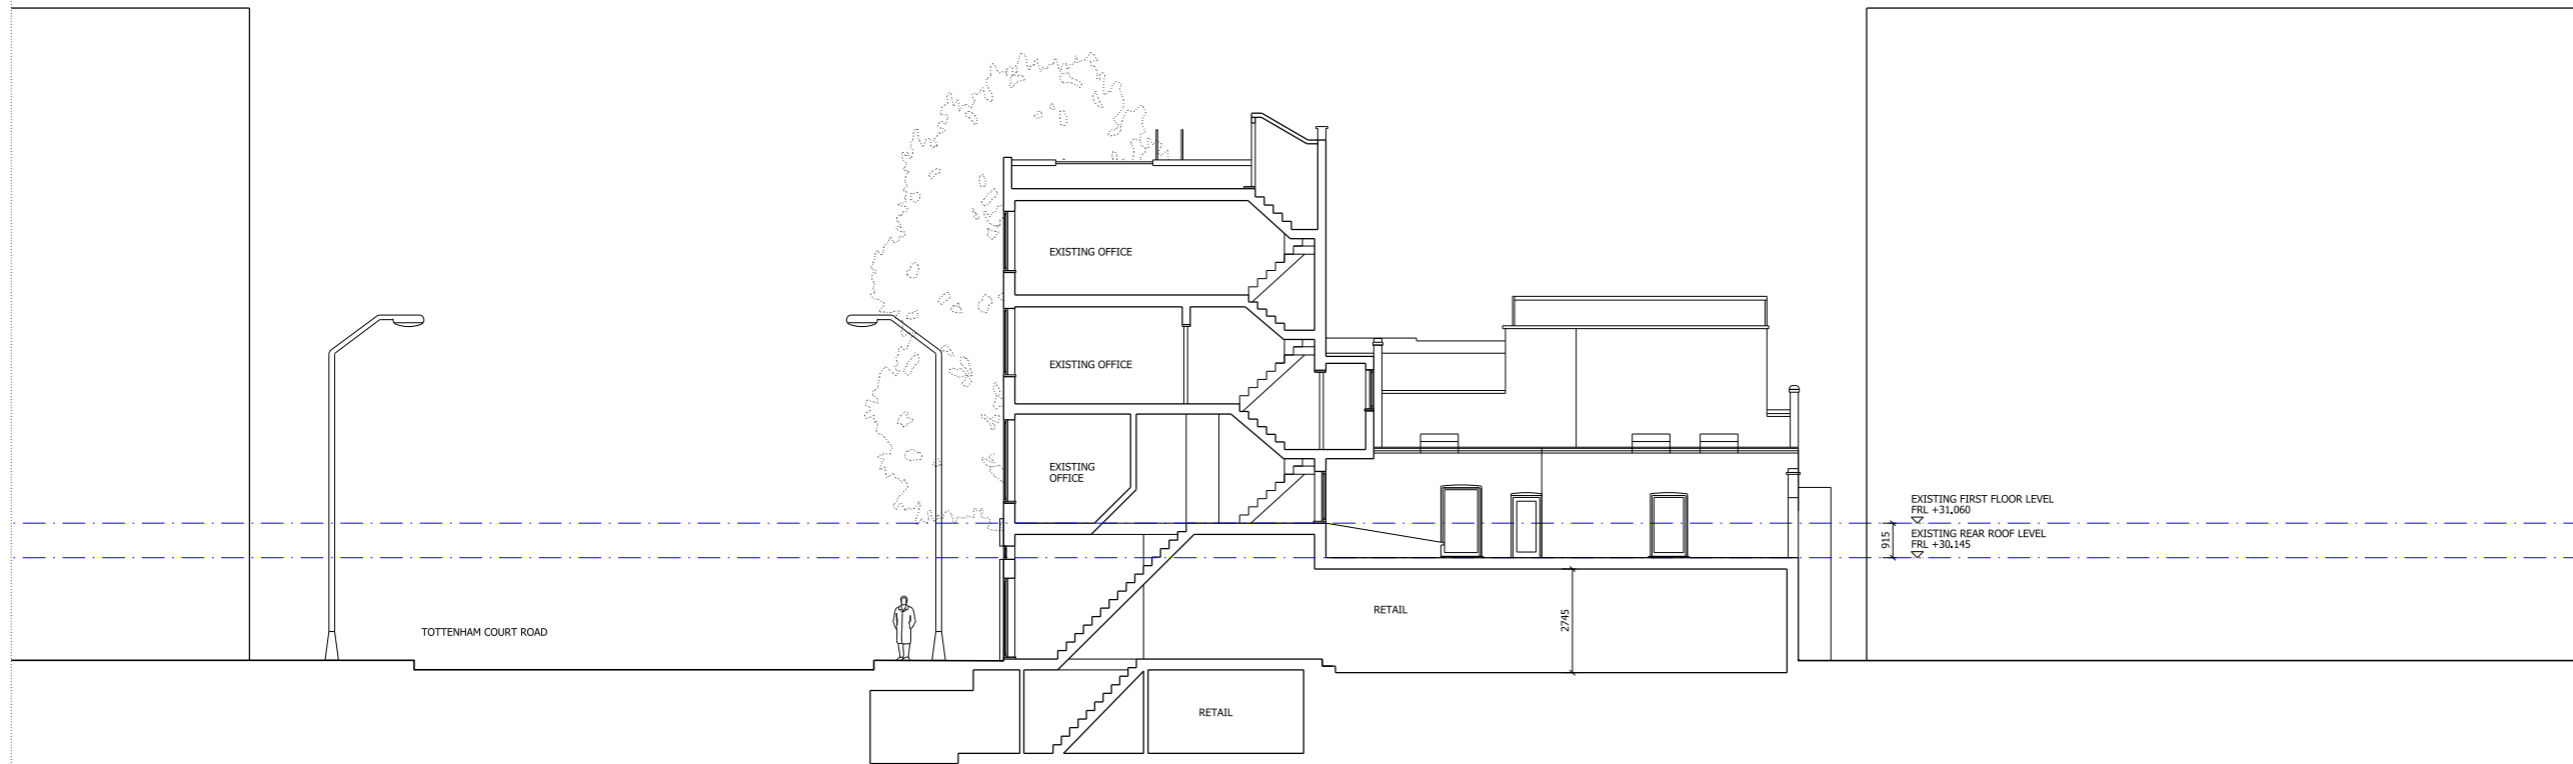 EXISTING OFFICE
EXISTING OFFICE
EXISTING
OFFICE
EXISTING FIRST FLOOR LEVEL
FRL +31.060
915
EXISTING REAR ROOF LEVEL
FRL +30.145
TOTTENHAM COURT ROAD
RETAIL
2745
RETAIL